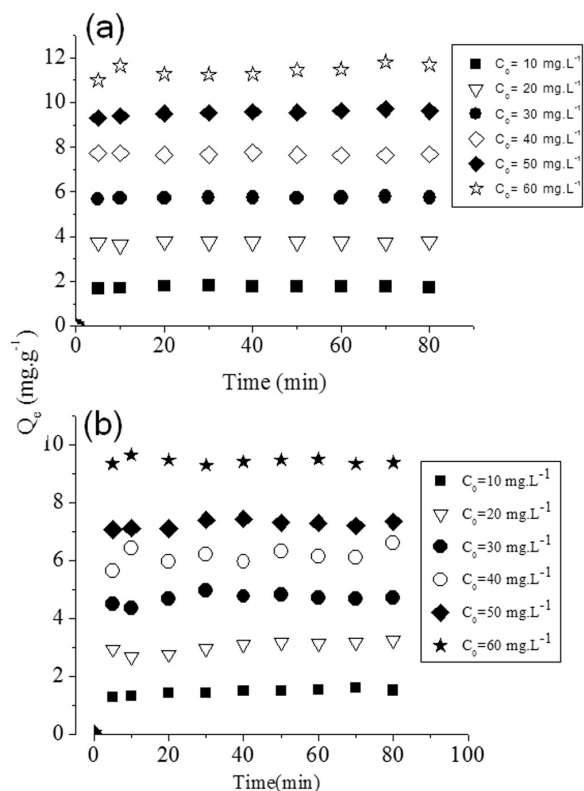 (a)
12
10
8
6
4
2
0
0
20
40
60
80
Time (min)
C₀= 10 mg.L⁻¹
C₀= 20 mg.L⁻¹
C₀= 30 mg.L⁻¹
C₀= 40 mg.L⁻¹
C₀= 50 mg.L⁻¹
C₀= 60 mg.L⁻¹
Qₑ (mg.g⁻¹)
(b)
10
8
6
4
2
0
0
20
40
60
80
100
Time(min)
C₀=10 mg.L⁻¹
C₀=20 mg.L⁻¹
C₀=30 mg.L⁻¹
C₀=40 mg.L⁻¹
C₀=50 mg.L⁻¹
C₀=60 mg.L⁻¹